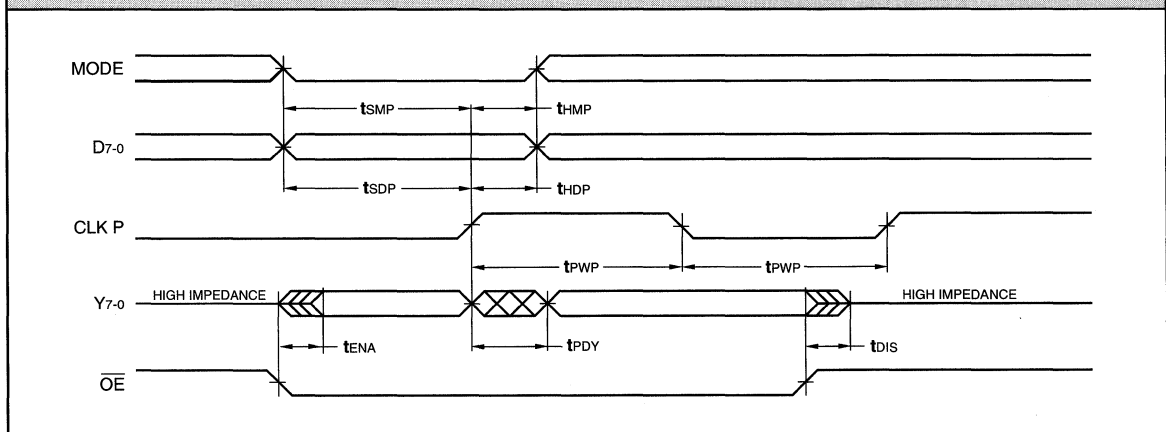 MODE
tSMP tHMP
D7-0
tSDP tHDP
CLK P
tPWP tPWP
Y7-0 HIGH IMPEDANCE HIGH IMPEDANCE
tENA tPDY tDIS
OE